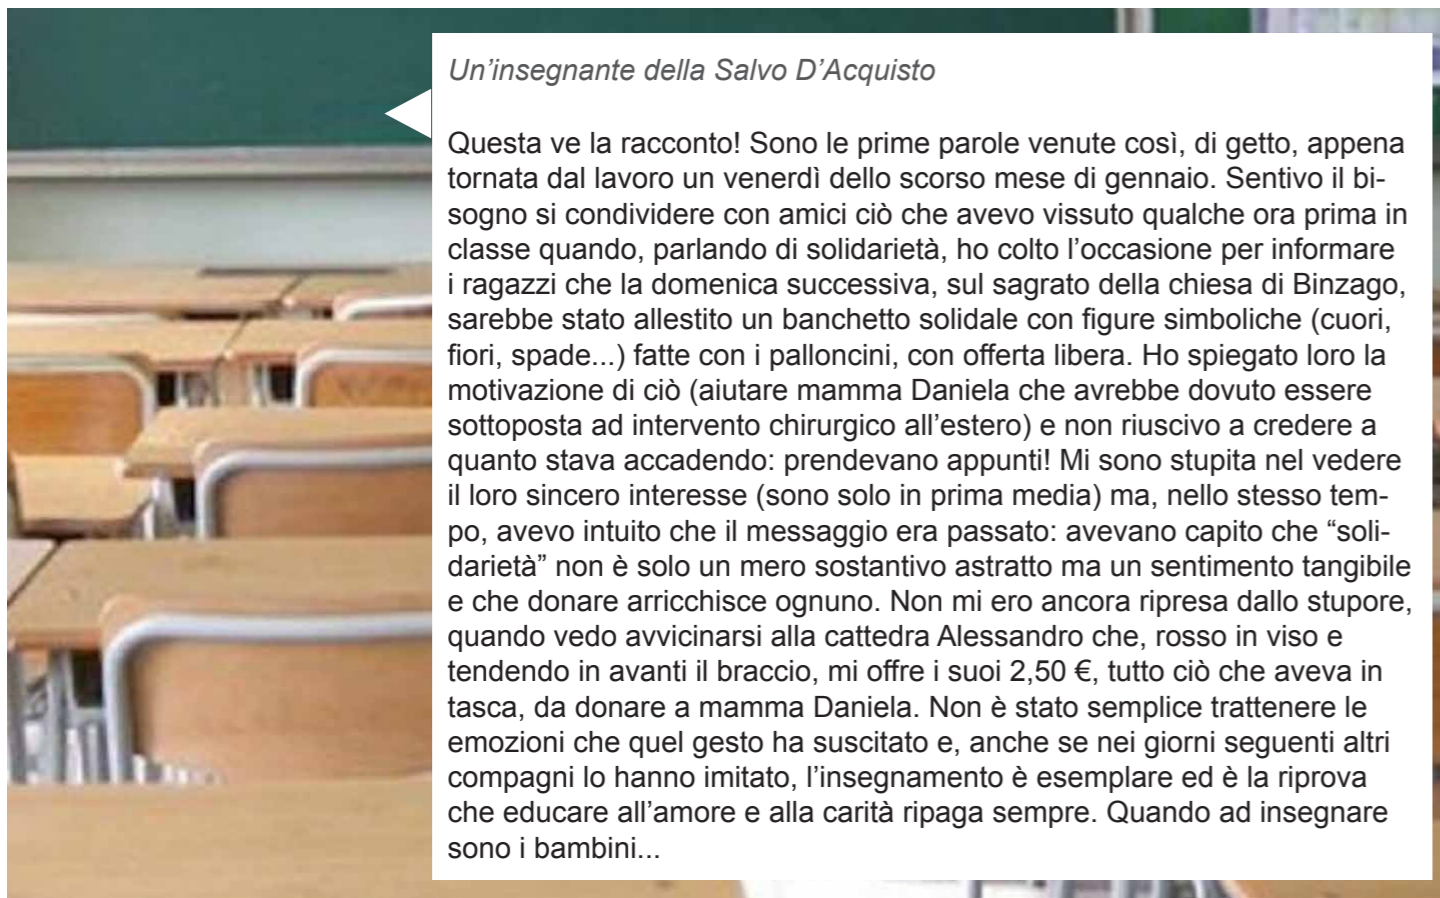 Un’insegnante della Salvo D’Acquisto
Questa ve la racconto! Sono le prime parole venute così, di getto, appena
tornata dal lavoro un venerdì dello scorso mese di gennaio. Sentivo il bi-
sogno si condividere con amici ciò che avevo vissuto qualche ora prima in
classe quando, parlando di solidarietà, ho colto l’occasione per informare
i ragazzi che la domenica successiva, sul sagrato della chiesa di Binzago,
sarebbe stato allestito un banchetto solidale con figure simboliche (cuori,
fiori, spade...) fatte con i palloncini, con offerta libera. Ho spiegato loro la
motivazione di ciò (aiutare mamma Daniela che avrebbe dovuto essere
sottoposta ad intervento chirurgico all’estero) e non riuscivo a credere a
quanto stava accadendo: prendevano appunti! Mi sono stupita nel vedere
il loro sincero interesse (sono solo in prima media) ma, nello stesso tem-
po, avevo intuito che il messaggio era passato: avevano capito che “soli-
darietà” non è solo un mero sostantivo astratto ma un sentimento tangibile
e che donare arricchisce ognuno. Non mi ero ancora ripresa dallo stupore,
quando vedo avvicinarsi alla cattedra Alessandro che, rosso in viso e
tendendo in avanti il braccio, mi offre i suoi 2,50 €, tutto ciò che aveva in
tasca, da donare a mamma Daniela. Non è stato semplice trattenere le
emozioni che quel gesto ha suscitato e, anche se nei giorni seguenti altri
compagni lo hanno imitato, l’insegnamento è esemplare ed è la riprova
che educare all’amore e alla carità ripaga sempre. Quando ad insegnare
sono i bambini...